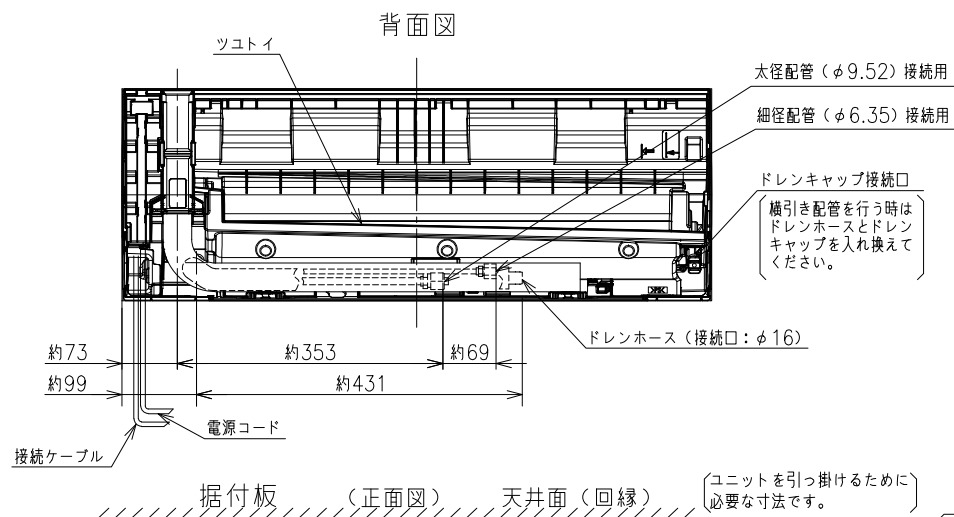 背面図
ツユトイ
太径配管（φ9.52）接続用
細径配管（φ6.35）接続用
ドレンキャップ接続口
横引き配管を行う時は
ドレンホースとドレン
キャップを入れ換えて
ください。
ドレンホース（接続口：φ16）
約73
約353
約69
約99
約431
電源コード
接続ケーブル
据付板 （正面図） 天井面（回縁）
ユニットを引っ掛けるために
必要な寸法です。